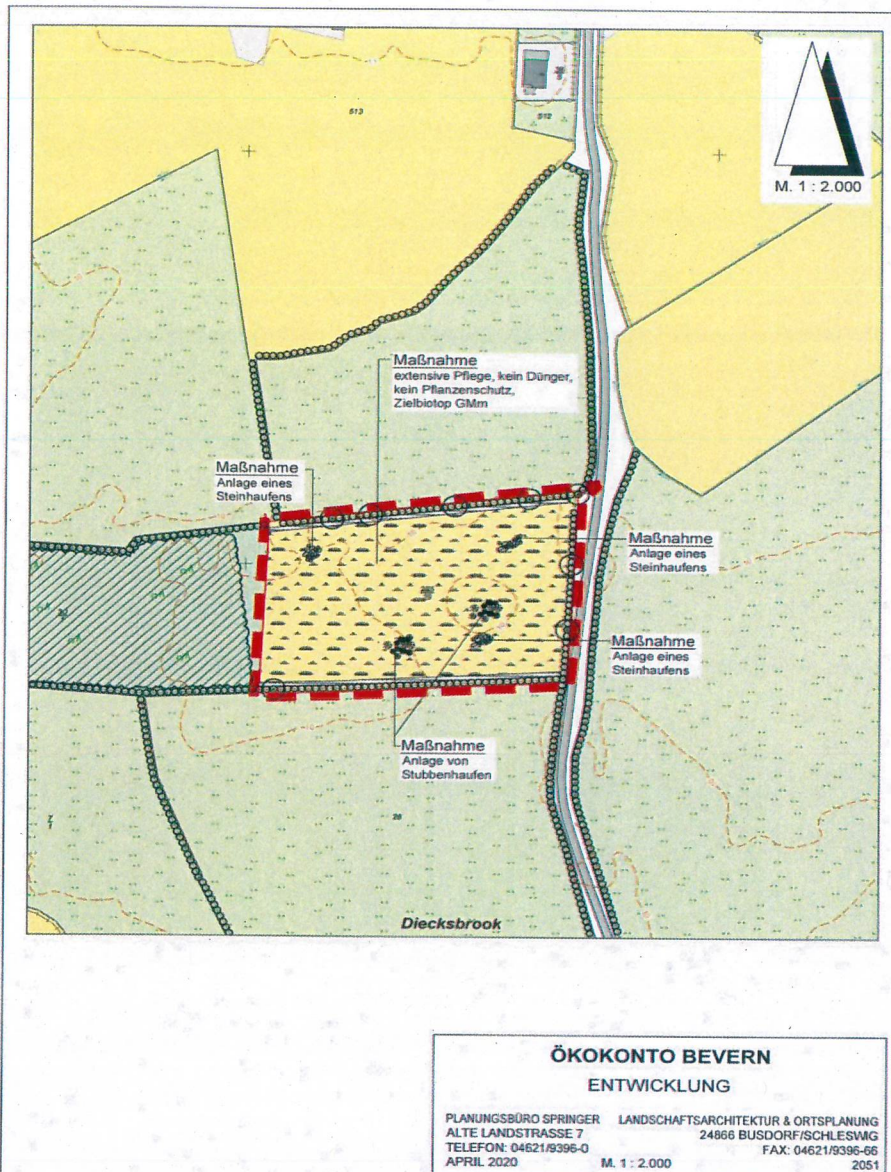 513
512
M. 1 : 2.000
Maßnahme
extensive Pflege, kein Dünger,
kein Pflanzenschutz,
Zielbiotop GMm
Maßnahme
Anlage eines
Steinhaufens
Maßnahme
Anlage eines
Steinhaufens
Maßnahme
Anlage eines
Steinhaufens
Maßnahme
Anlage von
Stubbenhaufen
7
1
26
Diecksbrook
ÖKOKONTO BEVERN
ENTWICKLUNG
PLANUNGSBÜRO SPRINGER LANDSCHAFTSARCHITEKTUR & ORTSPLANUNG
ALTE LANDSTRASSE 7 24866 BUSDORF/SCHLESWIG
TELEFON: 04621/9396-0 FAX: 04621/9396-66
APRIL 2020 M. 1 : 2.000 2051